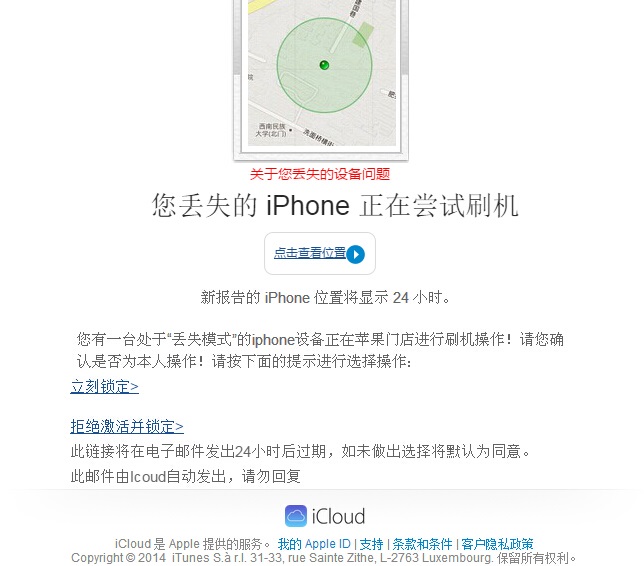 建国巷
肥
西南民族
大学(北门)
洗面桥横街
关于您丢失的设备问题
您丢失的 iPhone 正在尝试刷机
点击查看位置
新报告的 iPhone 位置将显示 24 小时。
您有一台处于“丢失模式”的iphone设备正在苹果门店进行刷机操作！请您确
认是否为本人操作！请按下面的提示进行选择操作:
立刻锁定>
拒绝激活并锁定>
此链接将在电子邮件发出24小时后过期，如未做出选择将默认为同意。
此邮件由Icoud自动发出，请勿回复
iCloud
iCloud 是 Apple 提供的服务。 我的 Apple ID | 支持 | 条款和条件 | 客户隐私政策
Copyright © 2014 iTunes S.à r.l. 31-33, rue Sainte Zithe, L-2763 Luxembourg. 保留所有权利。